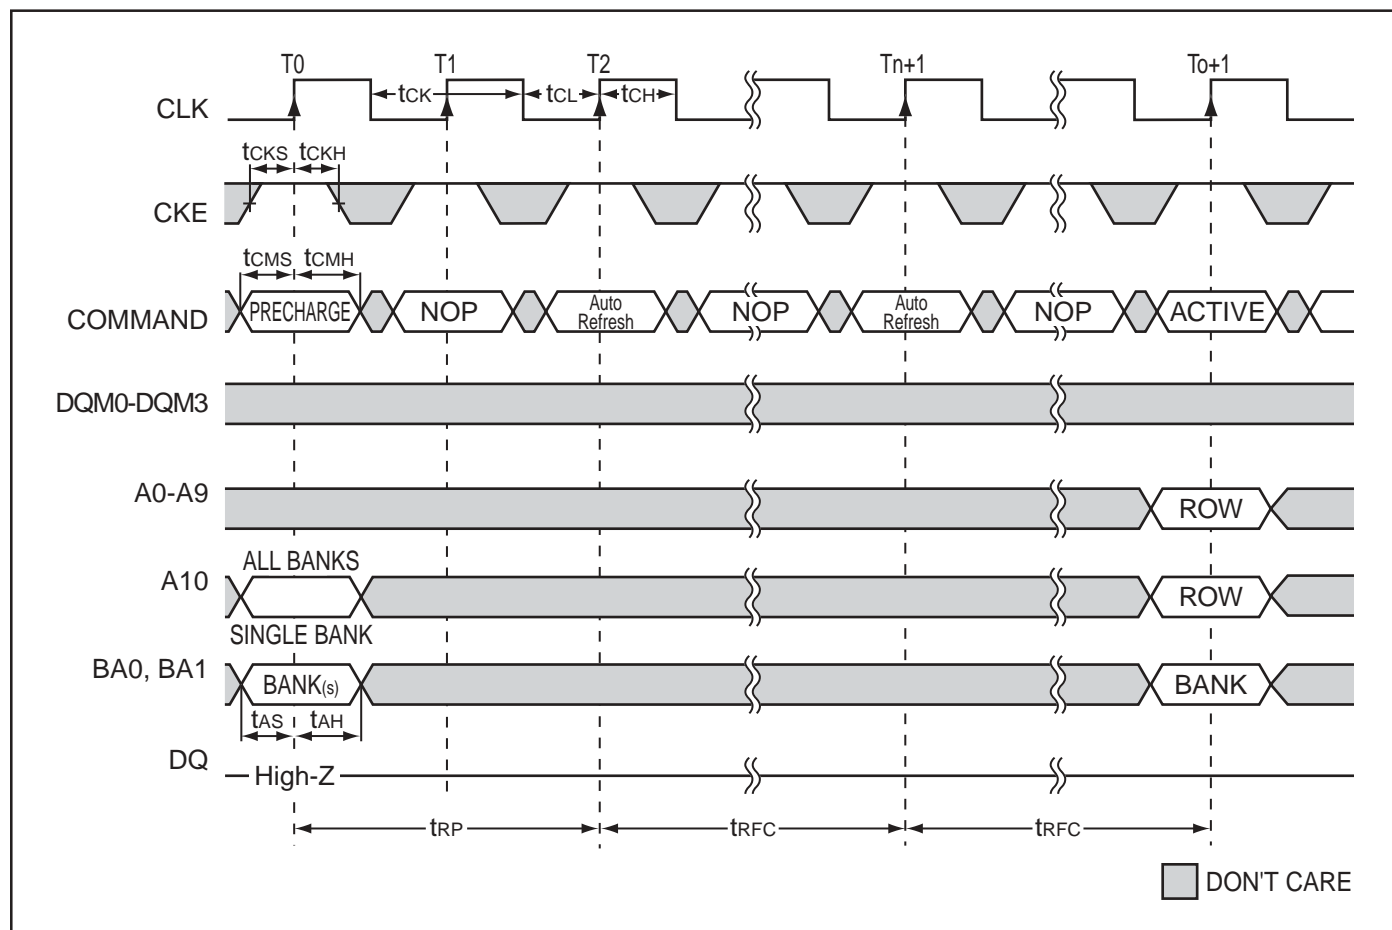 T0 T1 T2 Tn+1 To+1
CLK tCK tCL tCH
tCKS tCKH
CKE
tCMS tCMH
COMMAND PRECHARGE NOP Auto Refresh NOP Auto Refresh NOP ACTIVE
DQM0-DQM3
A0-A9 ROW
ALL BANKS
A10 ROW
SINGLE BANK
BA0, BA1 BANK(s) BANK
tAS tAH
DQ High-Z
tRP tRFC tRFC
DON'T CARE